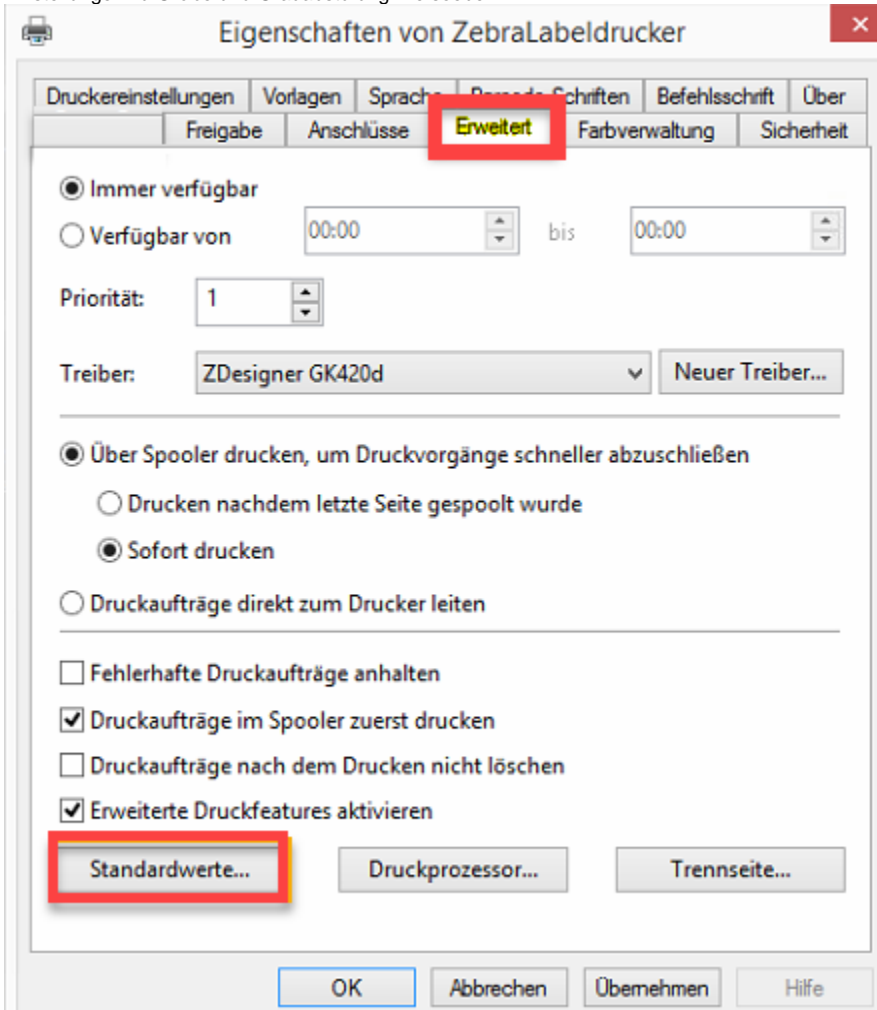 Eigenschaften von ZebraLabeldrucker
Druckereinstellungen Vorlagen Sprache Barcode-Schriften Befehlsschrift Über
Freigabe Anschlüsse Erweitert Farbverwaltung Sicherheit
Immer verfügbar
Verfügbar von 00:00 bis 00:00
Priorität: 1
Treiber: ZDesigner GK420d Neuer Treiber...
Über Spooler drucken, um Druckvorgänge schneller abzuschließen
Drucken nachdem letzte Seite gespoolt wurde
Sofort drucken
Druckaufträge direkt zum Drucker leiten
Fehlerhafte Druckaufträge anhalten
Druckaufträge im Spooler zuerst drucken
Druckaufträge nach dem Drucken nicht löschen
Erweiterte Druckfeatures aktivieren
Standardwerte... Druckprozessor... Trennseite...
OK Abbrechen Übernehmen Hilfe